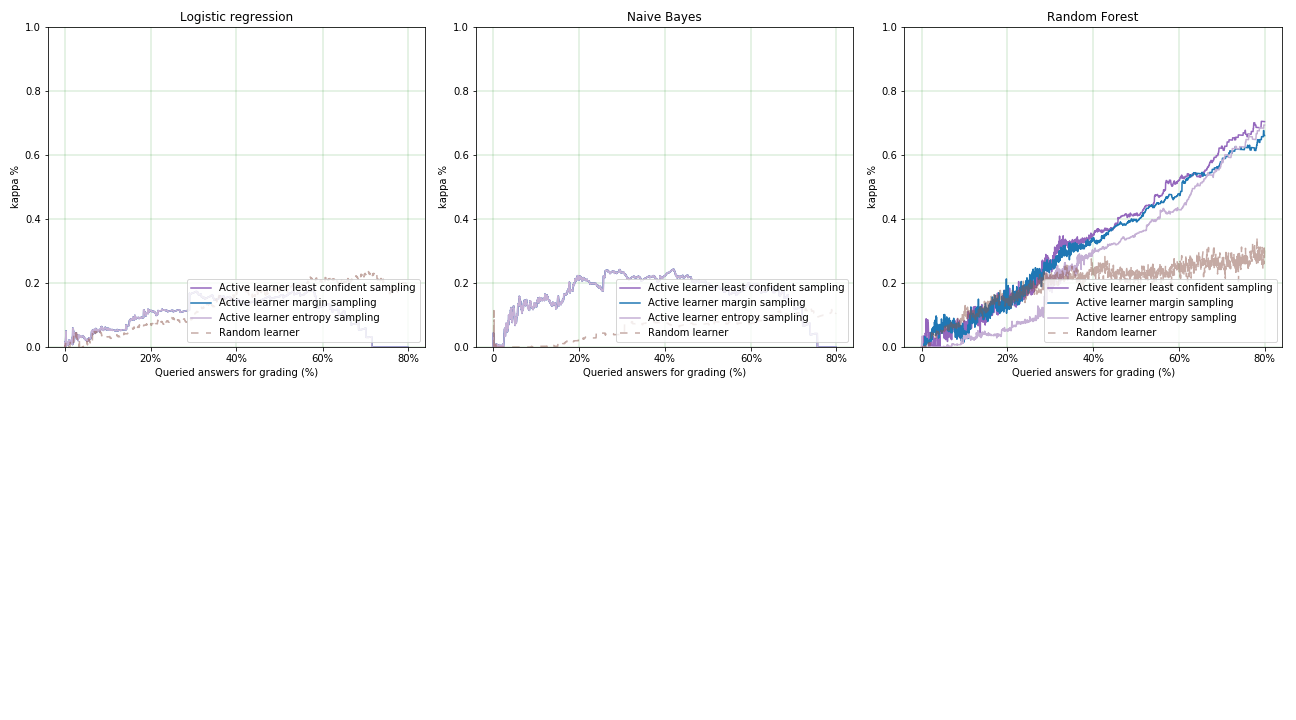 Logistic regression
1.0
0.8
0.6
0.4
0.2
0.0
kappa %
Active learner least confident sampling
Active learner margin sampling
Active learner entropy sampling
Random learner
0 20% 40% 60% 80%
Queried answers for grading (%)
Naive Bayes
1.0
0.8
0.6
0.4
0.2
0.0
kappa %
Active learner least confident sampling
Active learner margin sampling
Active learner entropy sampling
Random learner
0 20% 40% 60% 80%
Queried answers for grading (%)
Random Forest
1.0
0.8
0.6
0.4
0.2
0.0
kappa %
Active learner least confident sampling
Active learner margin sampling
Active learner entropy sampling
Random learner
0 20% 40% 60% 80%
Queried answers for grading (%)